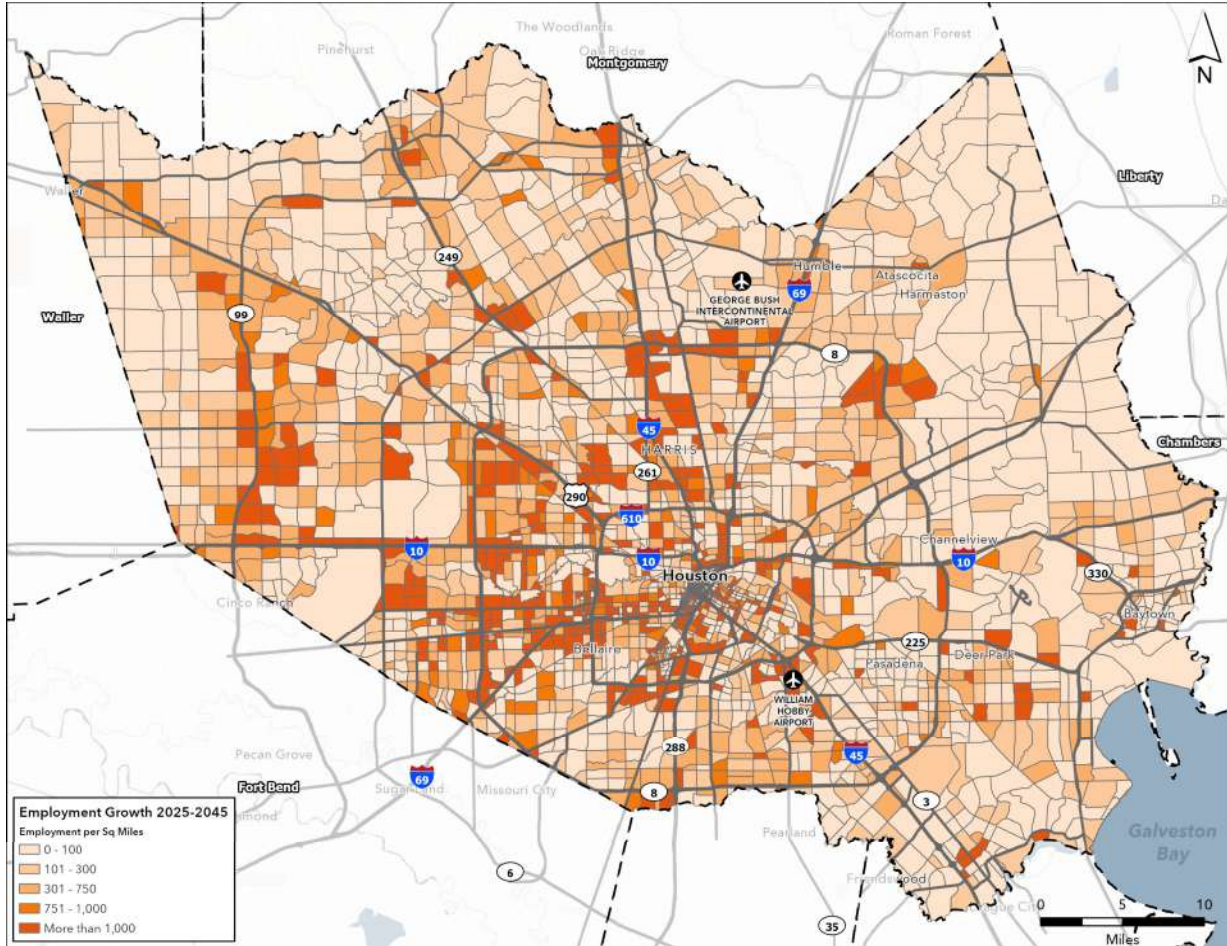 The Woodlands
Roman Forest
Pinehurst
Oak Ridge
Montgomery
N
Liberty
Waller
249
Humble
Atascocita
69
Harmaston
GEORGE BUSH
INTERCONTINENTAL
AIRPORT
99
Waller
8
45
HARRIS
Chambers
261
290
610
Channelview
10
10
10
Houston
330
Cinco Ranch
Baytown
225
Bellaire
Pasadena
Deer Park
WILLIAM
HOBBY
AIRPORT
Pecan Grove
288
45
69
Fort Bend
Sugar Land
Missouri City
8
3
Employment Growth 2025-2045
Employment per Sq Miles
0 - 100
101 - 300
301 - 750
751 - 1,000
More than 1,000
Pearland
Galveston
Bay
6
Friendswood
League City
35
0 5 10
Miles